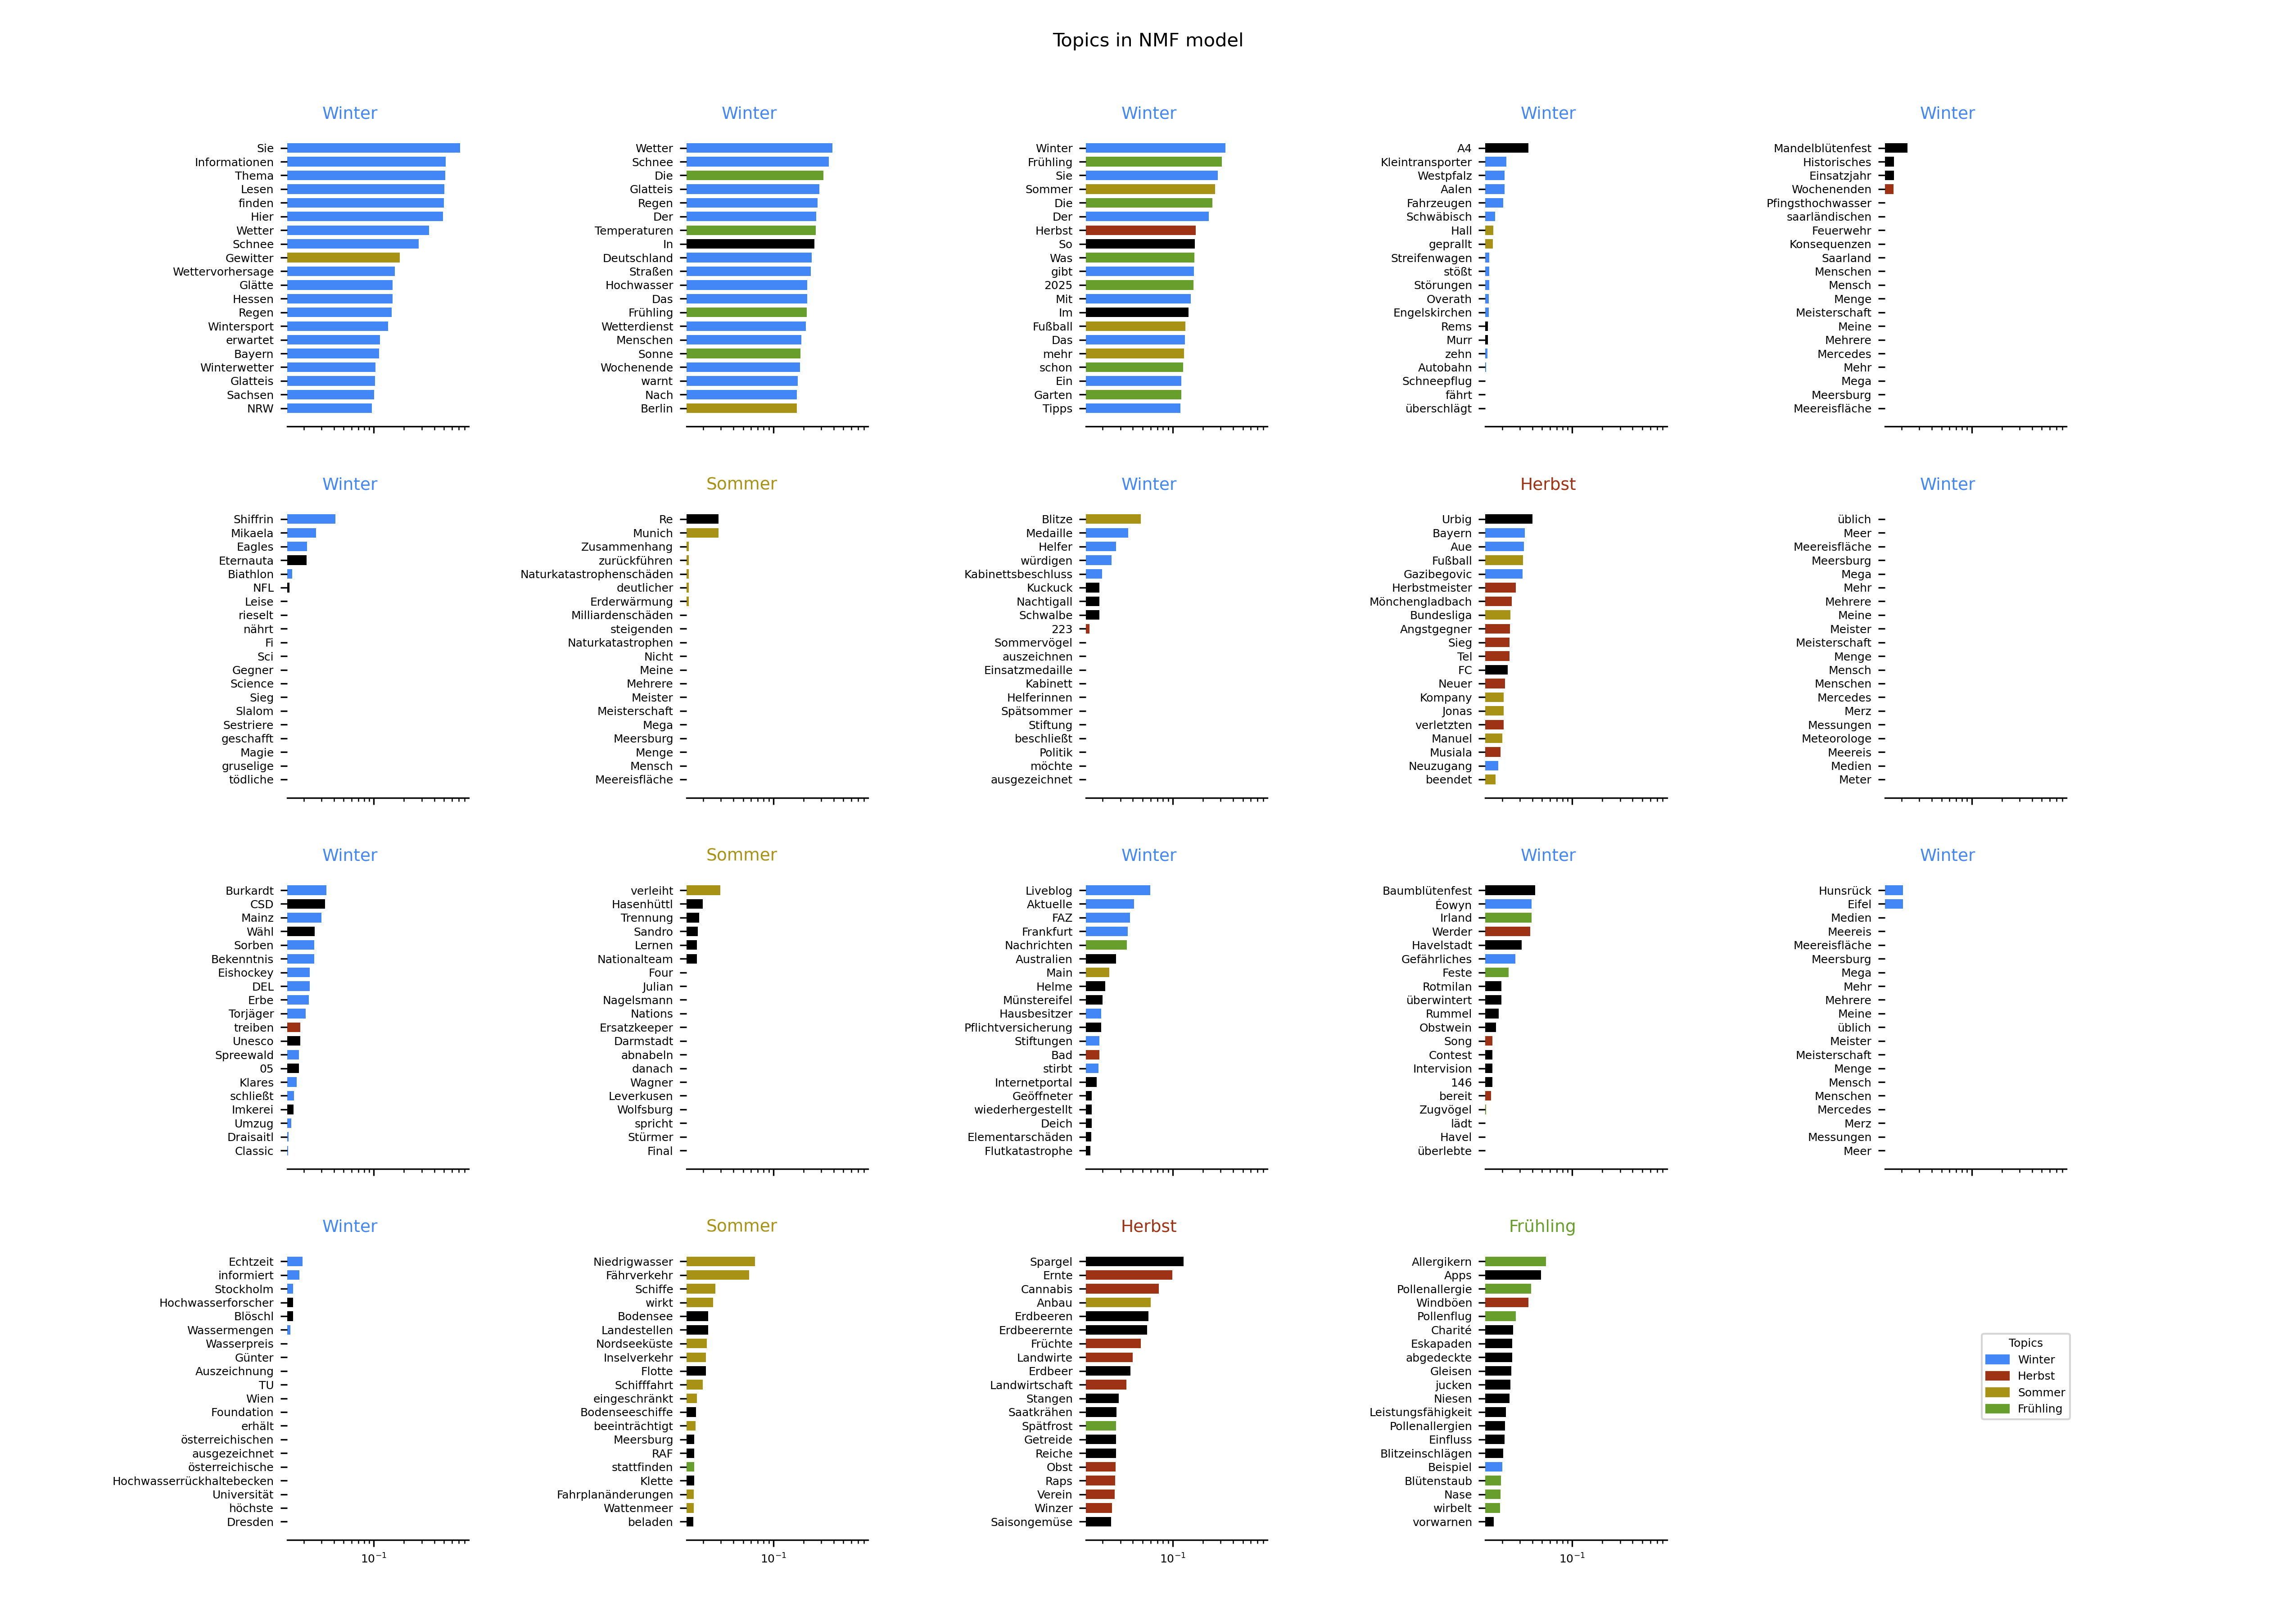 Topics in NMF model
Winter
Sie
Informationen
Thema
Lesen
finden
Hier
Wetter
Schnee
Gewitter
Wettervorhersage
Glätte
Hessen
Regen
Wintersport
erwartet
Bayern
Winterwetter
Glatteis
Sachsen
NRW
Winter
Wetter
Schnee
Die
Glatteis
Regen
Der
Temperaturen
In
Deutschland
Straßen
Hochwasser
Das
Frühling
Wetterdienst
Menschen
Sonne
Wochenende
warnt
Nach
Berlin
Winter
Winter
Frühling
Sie
Sommer
Die
Der
Herbst
So
Was
gibt
2025
Mit
Im
Fußball
Das
mehr
schon
Ein
Garten
Tipps
Winter
A4
Kleintransporter
Westpfalz
Aalen
Fahrzeugen
Schwäbisch
Hall
geprallt
Streifenwagen
stößt
Störungen
Overath
Engelskirchen
Rems
Murr
zehn
Autobahn
Schneepflug
fährt
überschlägt
Winter
Mandelblütenfest
Historisches
Einsatzjahr
Wochenenden
Pfingsthochwasser
saarländischen
Feuerwehr
Konsequenzen
Saarland
Menschen
Mensch
Menge
Meisterschaft
Meine
Mehrere
Mercedes
Mehr
Mega
Meersburg
Meereisfläche
Winter
Shiffrin
Mikaela
Eagles
Eternauta
Biathlon
NFL
Leise
rieselt
nährt
Fi
Sci
Gegner
Science
Sieg
Slalom
Sestriere
geschafft
Magie
gruselige
tödliche
Sommer
Re
Munich
Zusammenhang
zurückführen
Naturkatastrophenschäden
deutlicher
Erderwärmung
Milliardenschäden
steigenden
Naturkatastrophen
Nicht
Meine
Mehrere
Meister
Meisterschaft
Mega
Meersburg
Menge
Mensch
Meereisfläche
Winter
Blitze
Medaille
Helfer
würdigen
Kabinettsbeschluss
Kuckuck
Nachtigall
Schwalbe
223
Sommervögel
auszeichnen
Einsatzmedaille
Kabinett
Helferinnen
Spätsommer
Stiftung
beschließt
Politik
möchte
ausgezeichnet
Herbst
Urbig
Bayern
Aue
Fußball
Gazibegovic
Herbstmeister
Mönchengladbach
Bundesliga
Angstgegner
Sieg
Tel
FC
Neuer
Kompany
Jonas
verletzten
Manuel
Musiala
Neuzugang
beendet
Winter
üblich
Meer
Meereisfläche
Meersburg
Mega
Mehr
Mehrere
Meine
Meister
Meisterschaft
Menge
Mensch
Menschen
Mercedes
Merz
Messungen
Meteorologe
Meereis
Medien
Meter
Winter
Burkardt
CSD
Mainz
Wähl
Sorben
Bekenntnis
Eishockey
DEL
Erbe
Torjäger
treiben
Unesco
Spreewald
05
Klares
schließt
Imkerei
Umzug
Draisaitl
Classic
Sommer
verleiht
Hasenhüttl
Trennung
Sandro
Lernen
Nationalteam
Four
Julian
Nagelsmann
Nations
Ersatzkeeper
Darmstadt
abnabeln
danach
Wagner
Leverkusen
Wolfsburg
spricht
Stürmer
Final
Winter
Liveblog
Aktuelle
FAZ
Frankfurt
Nachrichten
Australien
Main
Helme
Münstereifel
Hausbesitzer
Pflichtversicherung
Stiftungen
Bad
stirbt
Internetportal
Geöffneter
wiederhergestellt
Deich
Elementarschäden
Flutkatastrophe
Winter
Baumblütenfest
Éowyn
Irland
Werder
Havelstadt
Gefährliches
Feste
Rotmilan
überwintert
Rummel
Obstwein
Song
Contest
Intervision
146
bereit
Zugvögel
lädt
Havel
überlebte
Winter
Hunsrück
Eifel
Medien
Meereis
Meereisfläche
Meersburg
Mega
Mehr
Mehrere
Meine
üblich
Meister
Meisterschaft
Menge
Mensch
Menschen
Mercedes
Merz
Messungen
Meer
Winter
Echtzeit
informiert
Stockholm
Hochwasserforscher
Blöschl
Wassermengen
Wasserpreis
Günter
Auszeichnung
TU
Wien
Foundation
erhält
österreichischen
ausgezeichnet
österreichische
Hochwasserrückhaltebecken
Universität
höchste
Dresden
10⁻¹
Sommer
Niedrigwasser
Fährverkehr
Schiffe
wirkt
Bodensee
Landestellen
Nordseeküste
Inselverkehr
Flotte
Schifffahrt
eingeschränkt
Bodenseeschiffe
beeinträchtigt
Meersburg
RAF
stattfinden
Klette
Fahrplanänderungen
Wattenmeer
beladen
10⁻¹
Herbst
Spargel
Ernte
Cannabis
Anbau
Erdbeeren
Erdbeerernte
Früchte
Landwirte
Erdbeer
Landwirtschaft
Stangen
Saatkrähen
Spätfrost
Getreide
Reiche
Obst
Raps
Verein
Winzer
Saisongemüse
10⁻¹
Frühling
Allergikern
Apps
Pollenallergie
Windböen
Pollenflug
Charité
Eskapaden
abgedeckte
Gleisen
jucken
Niesen
Leistungsfähigkeit
Pollenallergien
Einfluss
Blitzeinschlägen
Beispiel
Blütenstaub
Nase
wirbelt
vorwarnen
10⁻¹
Topics
Winter
Herbst
Sommer
Frühling